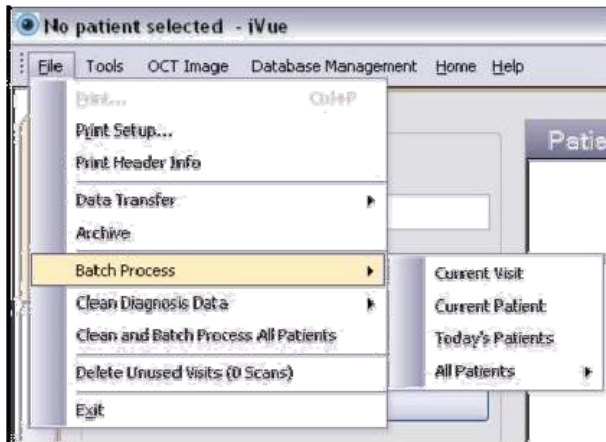 No patient selected - iVue
File Tools OCT Image Database Management Home Help
Print... Ctrl+P
Print Setup...
Print Header Info
Data Transfer
Archive
Batch Process
Clean Diagnosis Data
Clean and Batch Process All Patients
Delete Unused Visits (0 Scans)
Exit
Current Visit
Current Patient
Today's Patients
All Patients
Patie